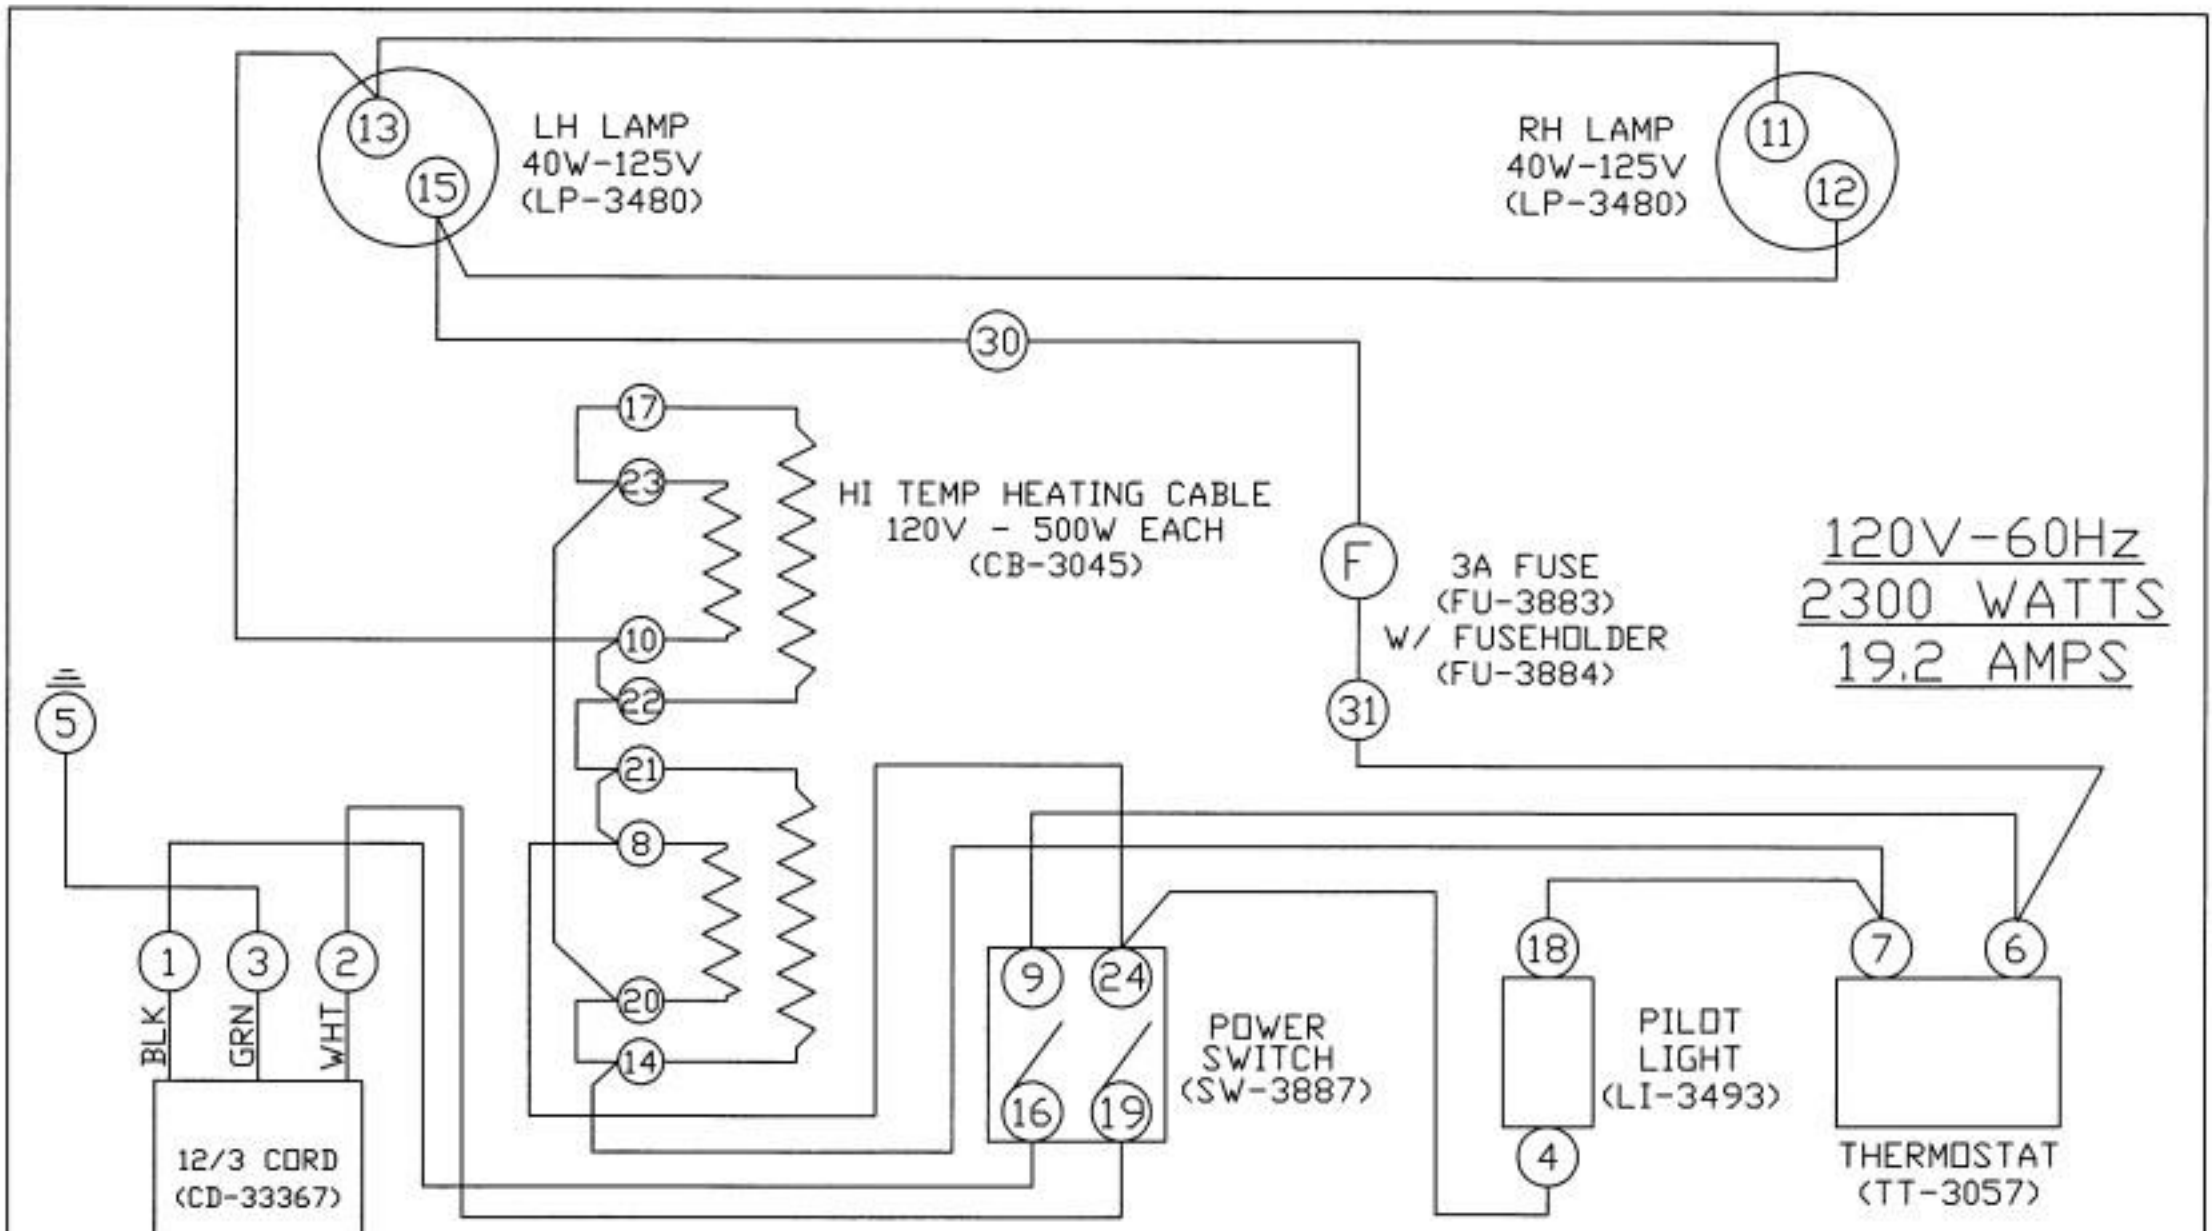 13
LH LAMP
40W-125V
(LP-3480)
15
RH LAMP
40W-125V
(LP-3480)
11
12
30
17
23
HI TEMP HEATING CABLE
120V - 500W EACH
(CB-3045)
10
22
F
3A FUSE
(FU-3883)
W/ FUSEHOLDER
(FU-3884)
31
120V-60Hz
2300 WATTS
19.2 AMPS
5
21
8
20
14
1
3
2
BLK
GRN
WHT
12/3 CORD
(CD-33367)
9
24
16
19
POWER
SWITCH
(SW-3887)
18
PILOT
LIGHT
(LI-3493)
4
7
6
THERMOSTAT
(TT-3057)